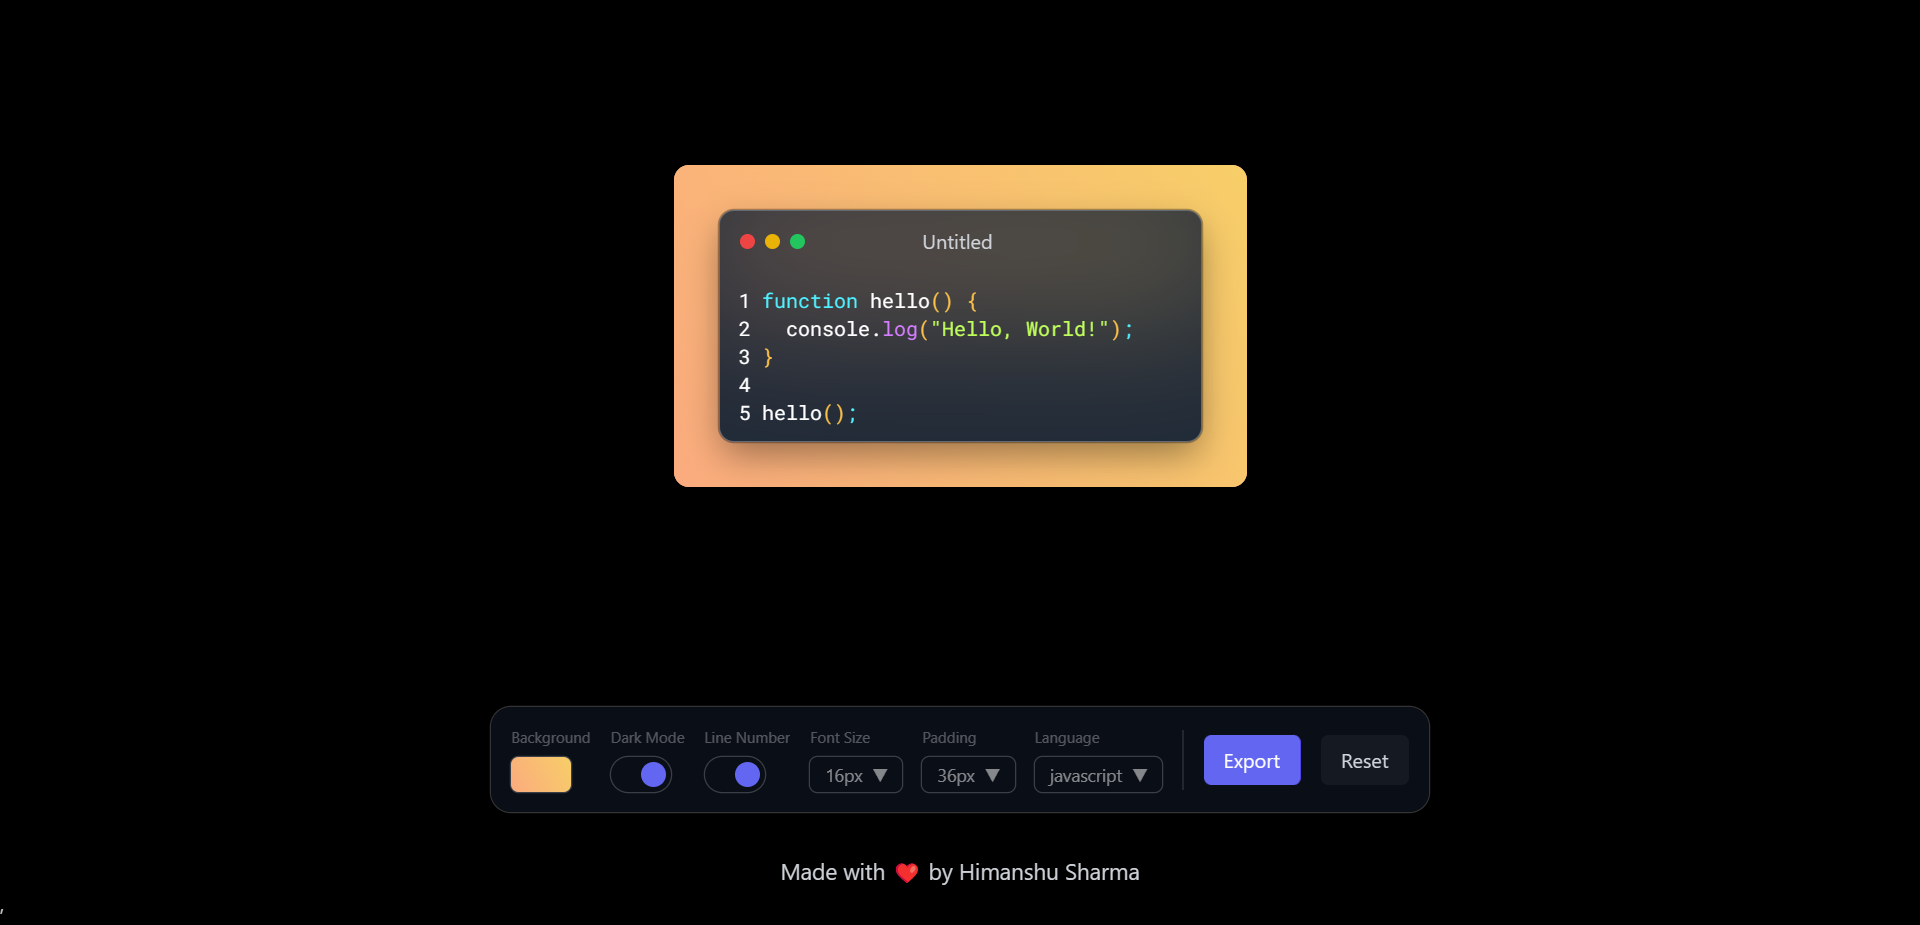 Untitled
1 function hello() {
2   console.log("Hello, World!");
3 }
4
5 hello();
Background Dark Mode Line Number Font Size Padding Language
16px ▼ 36px ▼ javascript ▼ Export Reset
Made with ❤️ by Himanshu Sharma
,